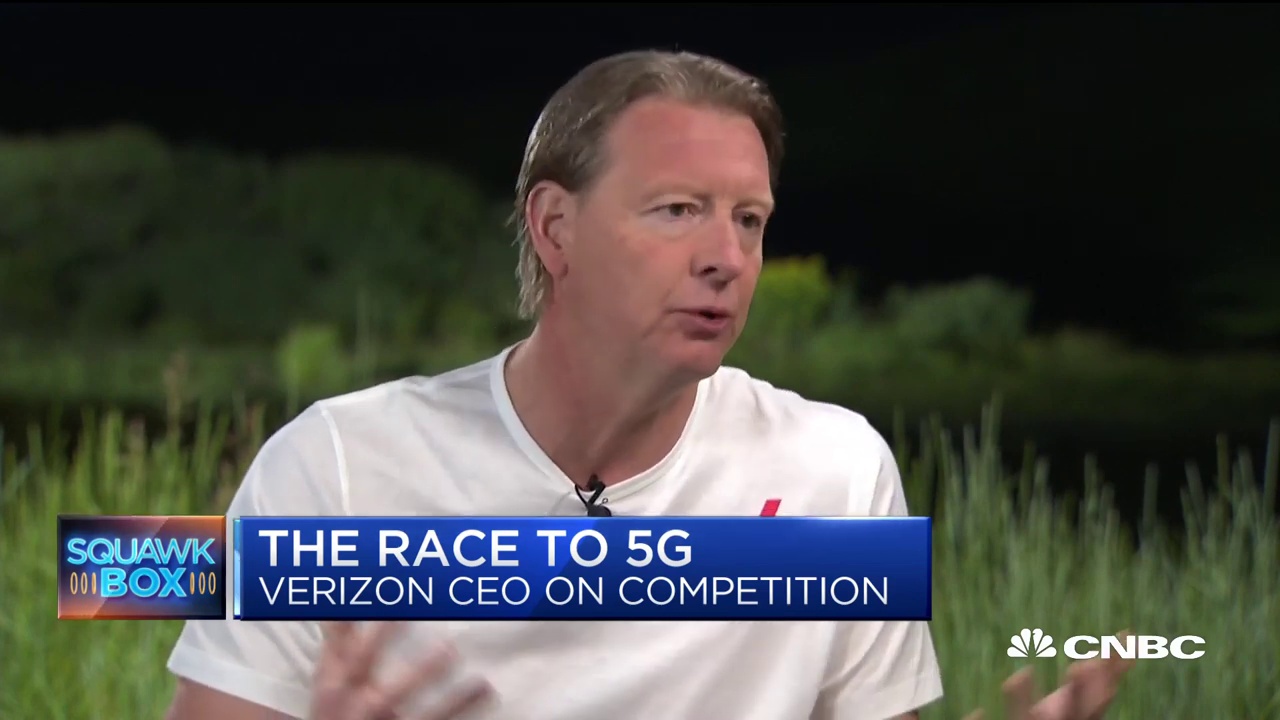 THE RACE TO 5G
SQUAWK
BOX
VERIZON CEO ON COMPETITION
CNBC